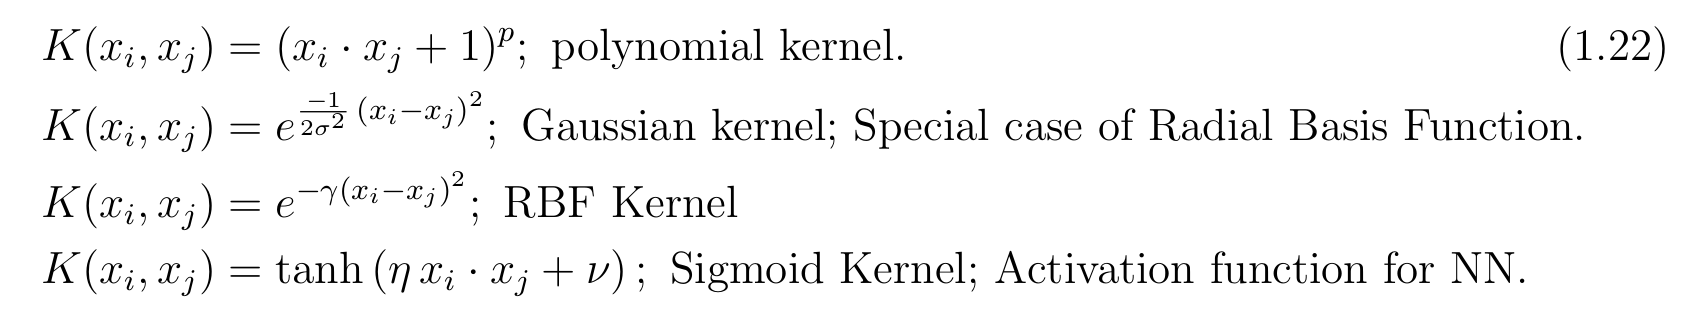 K(x_i, x_j) = (x_i · x_j + 1)^p; polynomial kernel. (1.22)
K(x_i, x_j) = e^{\frac{-1}{2σ^2} (x_i−x_j)^2}; Gaussian kernel; Special case of Radial Basis Function.
K(x_i, x_j) = e^{−γ(x_i−x_j)^2}; RBF Kernel
K(x_i, x_j) = tanh (η x_i · x_j + ν) ; Sigmoid Kernel; Activation function for NN.